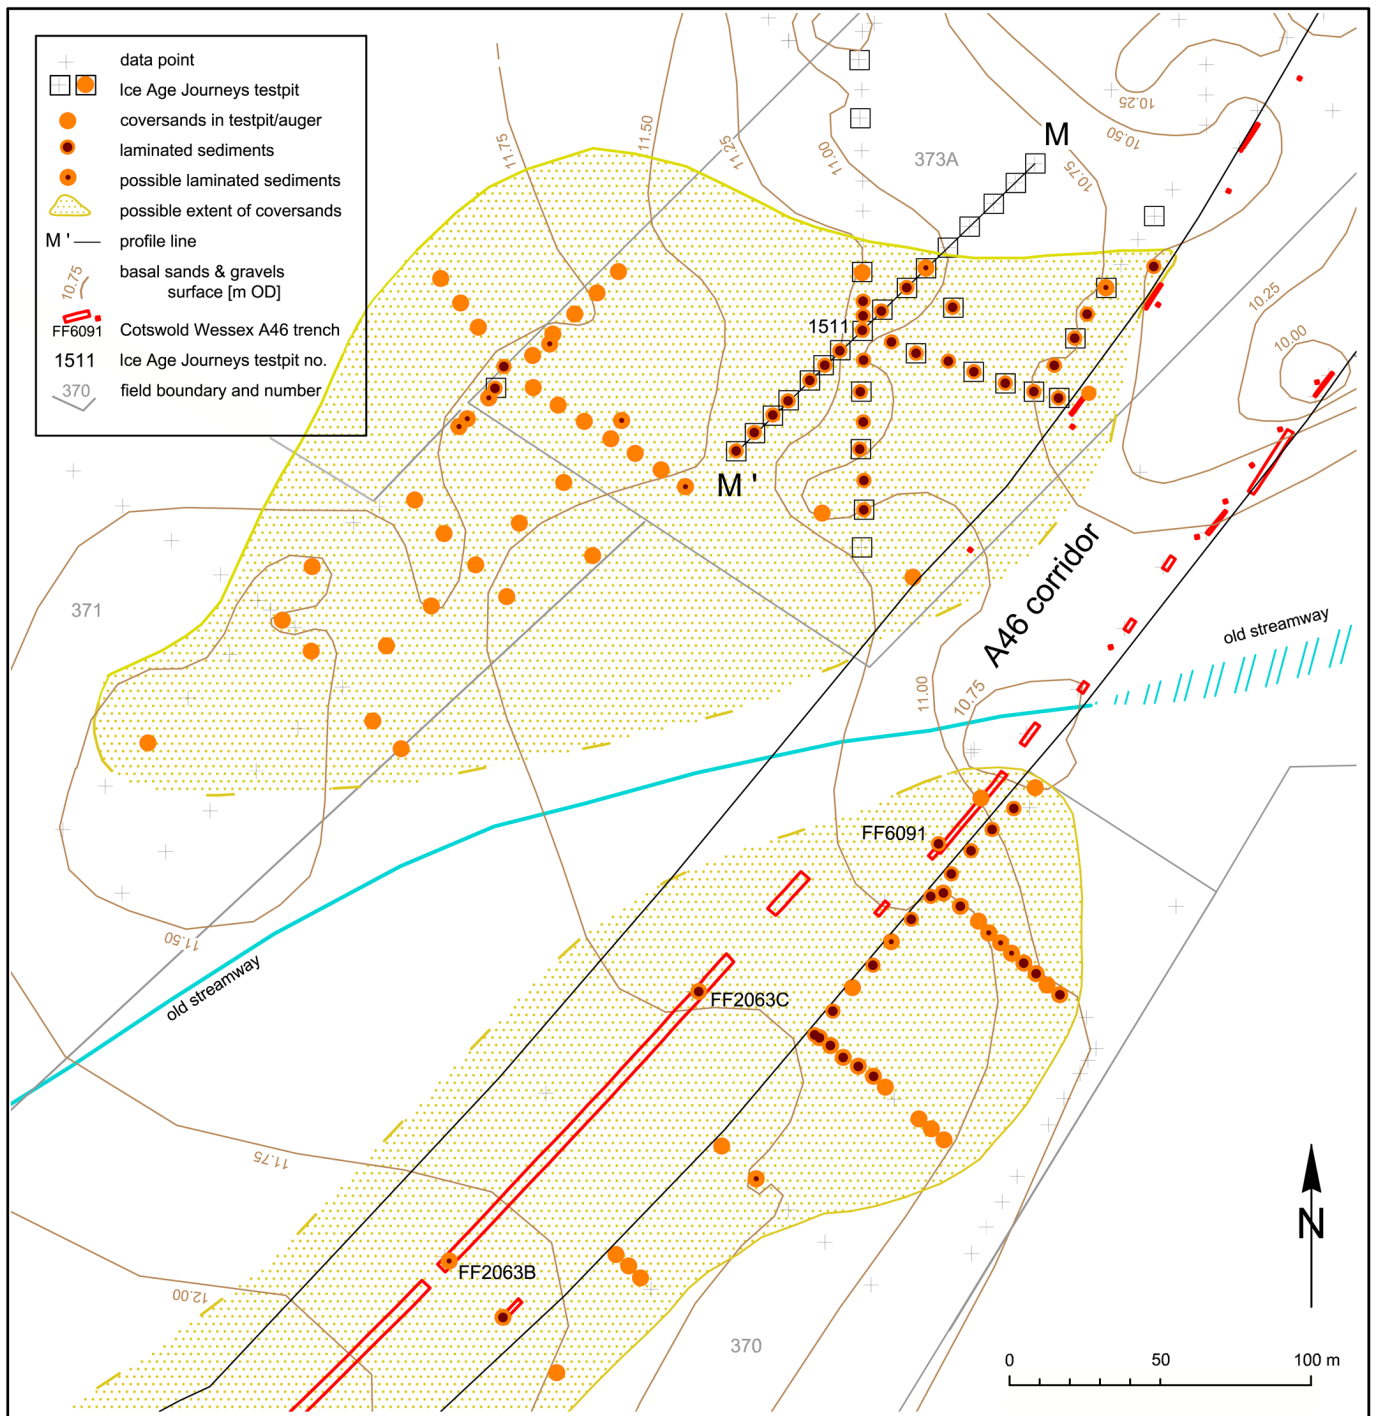 data point
Ice Age Journeys testpit
coversands in testpit/auger
laminated sediments
possible laminated sediments
possible extent of coversands
M ' profile line
10.75 basal sands & gravels
surface [m OD]
FF6091 Cotswold Wessex A46 trench
1511 Ice Age Journeys testpit no.
370 field boundary and number
11.75
11.50
11.25
11.00
373A
M
10.75
10.50
10.25
10.25
10.00
1511
M '
371
A46 corridor
old streamway
11.00
10.75
FF6091
11.50
old streamway
FF2063C
11.75
FF2063B
12.00
370
N
0 50 100 m